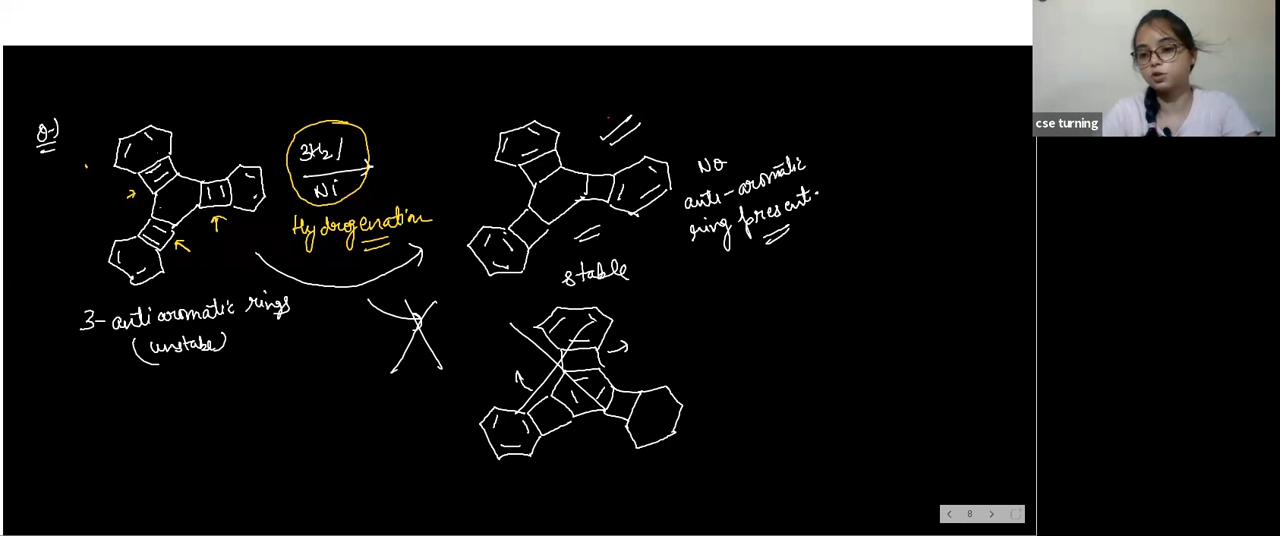 Q-)
3H2/
Ni
Hydrogenation
3- anti aromatic rings
(unstable)
stable
No
anti-aromatic
ring present.
cse turning
8